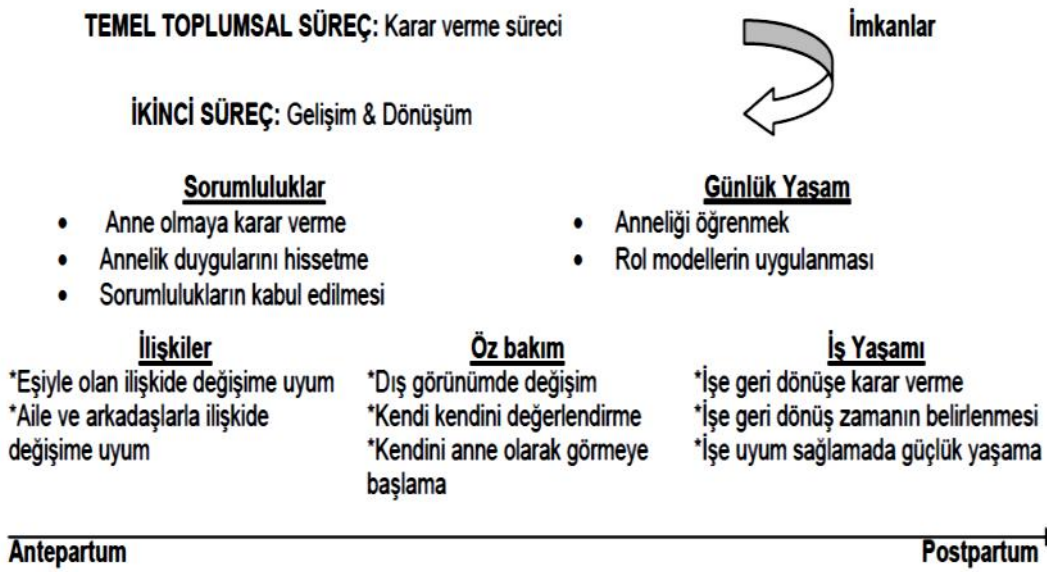 TEMEL TOPLUMSAL SÜREÇ: Karar verme süreci
İmkanlar
İKİNCİ SÜREÇ: Gelişim & Dönüşüm
Sorumluluklar
• Anne olmaya karar verme
• Annelik duygularını hissetme
• Sorumlulukların kabul edilmesi
Günlük Yaşam
• Anneliği öğrenmek
• Rol modellerin uygulanması
İlişkiler
*Eşiyle olan ilişkide değişime uyum
*Aile ve arkadaşlarla ilişkide
değişime uyum
Öz bakım
*Dış görünümde değişim
*Kendi kendini değerlendirme
*Kendini anne olarak görmeye
başlama
İş Yaşamı
*İşe geri dönüşe karar verme
*İşe geri dönüş zamanın belirlenmesi
*İşe uyum sağlamada güçlük yaşama
Antepartum
Postpartum